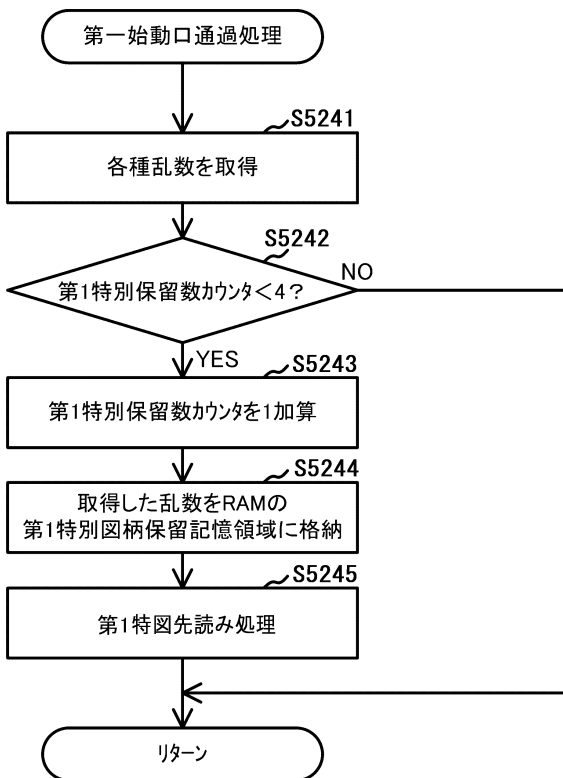 第一始動口通過処理
S5241
各種乱数を取得
S5242
第1特別保留数カウンタ<4?
NO
YES
S5243
第1特別保留数カウンタを1加算
S5244
取得した乱数をRAMの
第1特別図柄保留記憶領域に格納
S5245
第1特図先読み処理
リターン